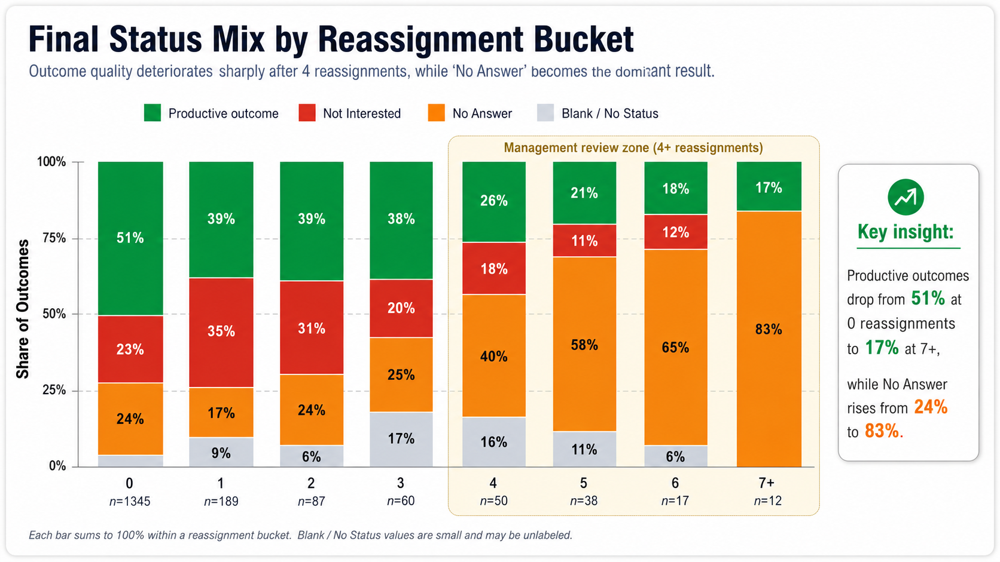 Final Status Mix by Reassignment Bucket
Outcome quality deteriorates sharply after 4 reassignments, while ‘No Answer’ becomes the dominant result.
Productive outcome Not Interested No Answer Blank / No Status
Management review zone (4+ reassignments)
Share of Outcomes
100%
75%
50%
25%
0%
51%
23%
24%
39%
35%
17%
9%
39%
31%
24%
6%
38%
20%
25%
17%
26%
18%
40%
16%
21%
11%
58%
11%
18%
12%
65%
6%
17%
83%
0 1 2 3 4 5 6 7+
n=1345 n=189 n=87 n=60 n=50 n=38 n=17 n=12
Key insight:
Productive outcomes
drop from 51% at
0 reassignments
to 17% at 7+,
while No Answer
rises from 24%
to 83%.
Each bar sums to 100% within a reassignment bucket. Blank / No Status values are small and may be unlabeled.